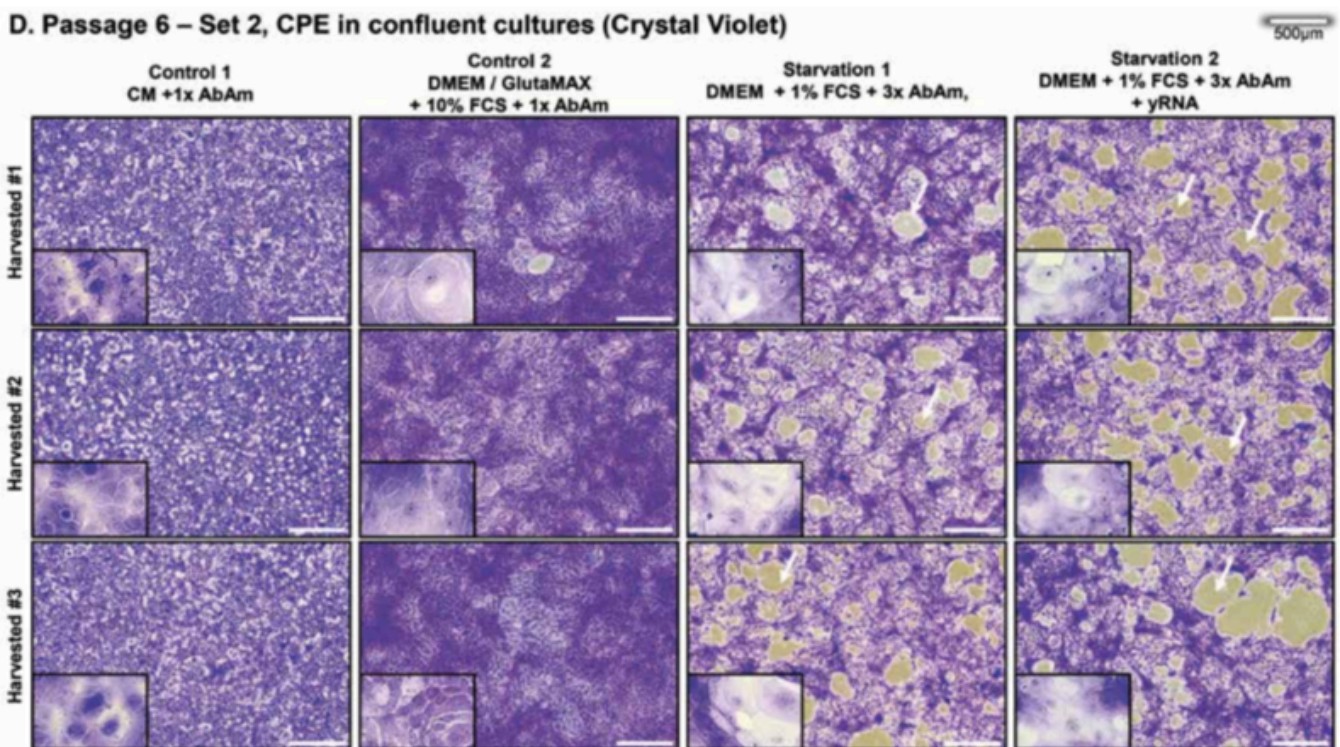 D. Passage 6 – Set 2, CPE in confluent cultures (Crystal Violet)
500µm
Control 1
CM +1x AbAm
Control 2
DMEM / GlutaMAX
+ 10% FCS + 1x AbAm
Starvation 1
DMEM + 1% FCS + 3x AbAm,
Starvation 2
DMEM + 1% FCS + 3x AbAm
+ yRNA
Harvested #1
Harvested #2
Harvested #3